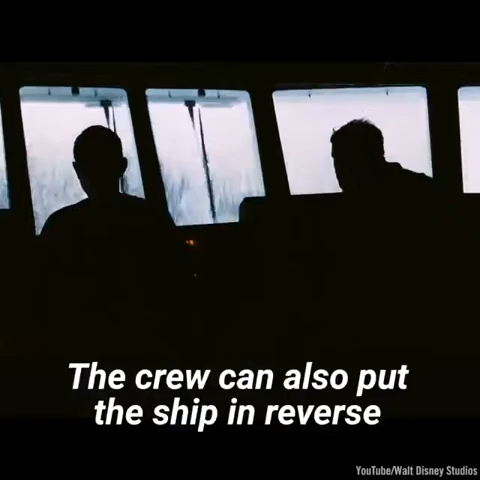 The crew can also put
the ship in reverse
YouTube/Walt Disney Studios